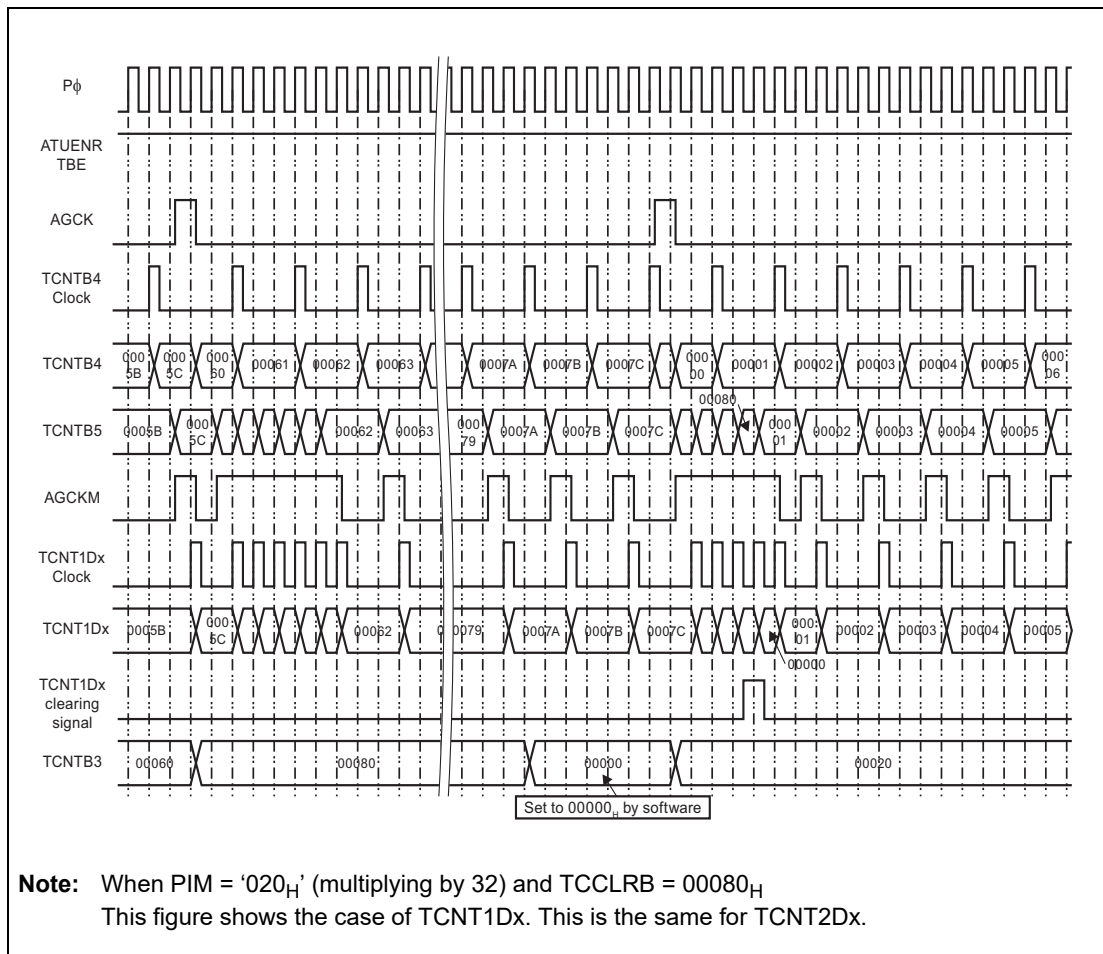 Pϕ
ATUENR
TBE
AGCK
TCNTB4
Clock
TCNTB4
000
5B
000
5C
000
60
00061
00062
00063
0007A
0007B
0007C
000
00
00001
00002
00003
00004
00005
000
06
00080
TCNTB5
0005B
000
5C
00062
00063
000
79
0007A
0007B
0007C
000
01
00002
00003
00004
00005
AGCKM
TCNT1Dx
Clock
TCNT1Dx
0005B
000
5C
00062
00079
0007A
0007B
0007C
000
01
00002
00003
00004
00005
00000
TCNT1Dx
clearing
signal
TCNTB3
00060
00080
00000
00020
Set to 00000H by software
Note: When PIM = ‘020H’ (multiplying by 32) and TCCLRB = 00080H
This figure shows the case of TCNT1Dx. This is the same for TCNT2Dx.